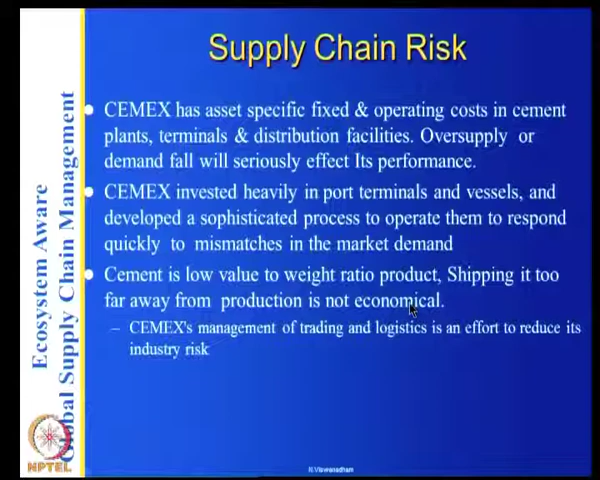 Supply Chain Risk
CEMEX has asset specific fixed & operating costs in cement
plants, terminals & distribution facilities. Oversupply or
demand fall will seriously effect Its performance.
CEMEX invested heavily in port terminals and vessels, and
developed a sophisticated process to operate them to respond
quickly to mismatches in the market demand
Cement is low value to weight ratio product, Shipping it too
far away from production is not economical.
– CEMEX's management of trading and logistics is an effort to reduce its
industry risk
Ecosystem Aware
Global Supply Chain Management
NPTEL
N.Viswanadham